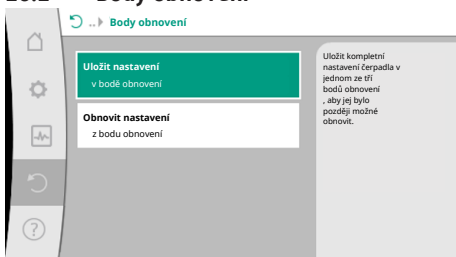 .. Body obnovení
Uložit nastavení
v bodě obnovení
Obnovit nastavení
z bodu obnovení
Uložit kompletní
nastavení čerpadla v
jednom ze tří
bodů obnovení
, aby jej bylo
později možné
obnovit.
?